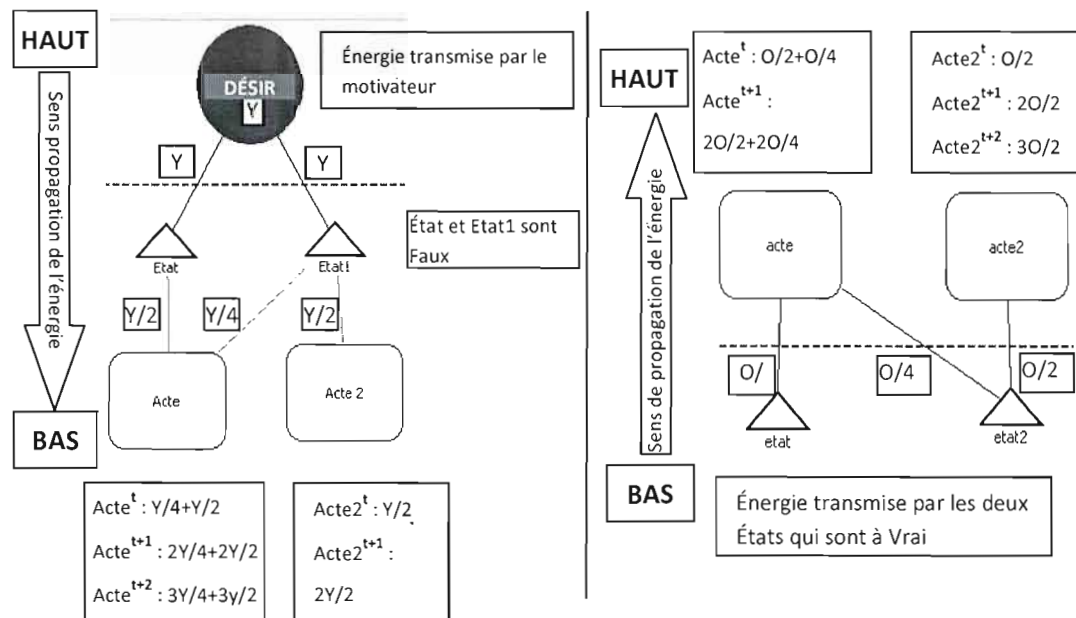 HAUT
Sens propagation de l'énergie
BAS
DÉSIR
Y
Énergie transmise par le
motivateur
Y
Y
État et Etat1 sont
Faux
Etat
Etat1
Y/2
Y/4
Y/2
Acte
Acte 2
Acte^t : Y/4+Y/2
Acte^t+1 : 2Y/4+2Y/2
Acte^t+2 : 3Y/4+3y/2
Acte2^t : Y/2
Acte2^t+1 :
2Y/2
HAUT
Sens de propagation de l'énergie
BAS
Acte^t : O/2+O/4
Acte^t+1 :
2O/2+2O/4
Acte2^t : O/2
Acte2^t+1 : 2O/2
Acte2^t+2 : 3O/2
acte
acte2
O/
O/4
O/2
etat
etat2
Énergie transmise par les deux
États qui sont à Vrai